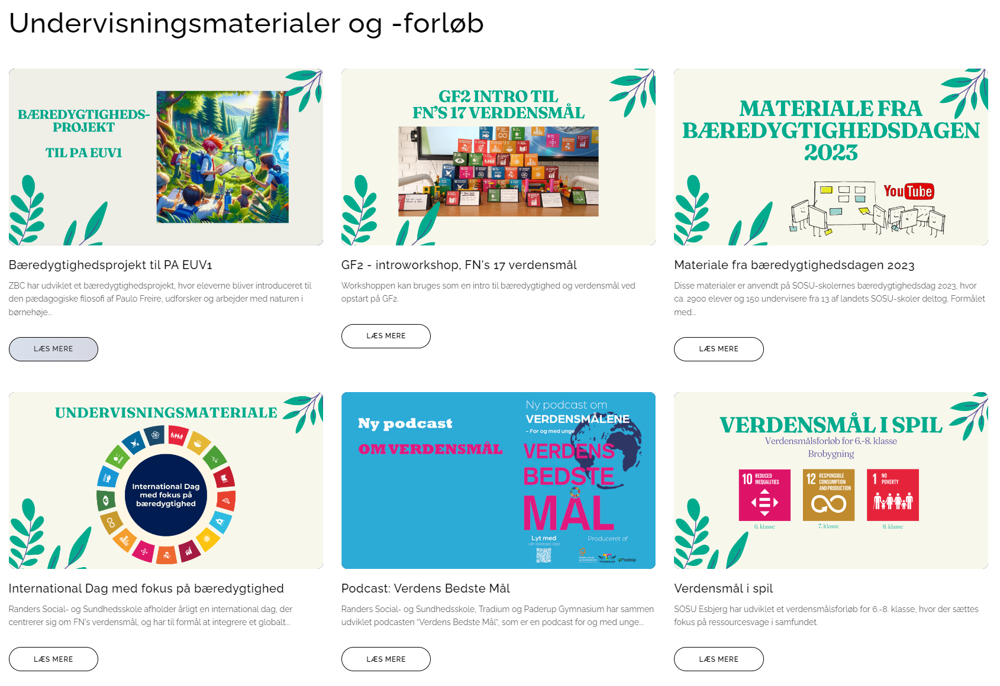 Undervisningsmaterialer og -forløb
BÆREDYGTIGHEDS-
PROJEKT
TIL PA EUV1
GF2 INTRO TIL
FN'S 17 VERDENSMÅL
MATERIALE FRA
BÆREDYGTIGHEDSDAGEN
2023
YouTube
Bæredygtighedsprojekt til PA EUV1
ZBC har udviklet et bæredygtighedsprojekt, hvor eleverne bliver introduceret til
den pædagogiske filosofi af Paulo Freire, udforsker og arbejder med naturen i
børnehøje...
LÆS MERE
GF2 - introworkshop, FN's 17 verdensmål
Workshoppen kan bruges som en intro til bæredygtighed og verdensmål ved
opstart på GF2.
LÆS MERE
Materiale fra bæredygtighedsdagen 2023
Disse materialer er anvendt på SOSU-skolernes bæredygtighedsdag 2023, hvor
ca. 2900 elever og 150 undervisere fra 13 af landets SOSU-skoler deltog. Formålet
med...
LÆS MERE
UNDERVISNINGSMATERIALE
International Dag
med fokus på
bæredygtighed
Ny podcast
OM VERDENSMÅL
Ny podcast om
VERDENSMÅLENE
– For og med unge
VERDENS
BEDSTE
MÅL
Lyt med
i din podcast-app
Produceret af
Randers Social-
og Sundhedsskole
TRADIUM
Paderup
VERDENSMÅL I SPIL
Verdensmålsforløb for 6.-8. klasse
Brobygning
10 REDUCED
INEQUALITIES
12 RESPONSIBLE
CONSUMPTION
AND PRODUCTION
1 NO
POVERTY
6. klasse
7. klasse
8. klasse
International Dag med fokus på bæredygtighed
Randers Social- og Sundhedsskole afholder årligt en international dag, der
centrerer sig om FN's verdensmål, og har til formål at integrere et globalt...
LÆS MERE
Podcast: Verdens Bedste Mål
Randers Social- og Sundhedsskole, Tradium og Paderup Gymnasium har sammen
udviklet podcasten "Verdens Bedste Mål", som er en podcast for og med unge...
LÆS MERE
Verdensmål i spil
SOSU Esbjerg har udviklet et verdensmålsforløb for 6.-8. klasse, hvor der sættes
fokus på ressourcesvage i samfundet.
LÆS MERE